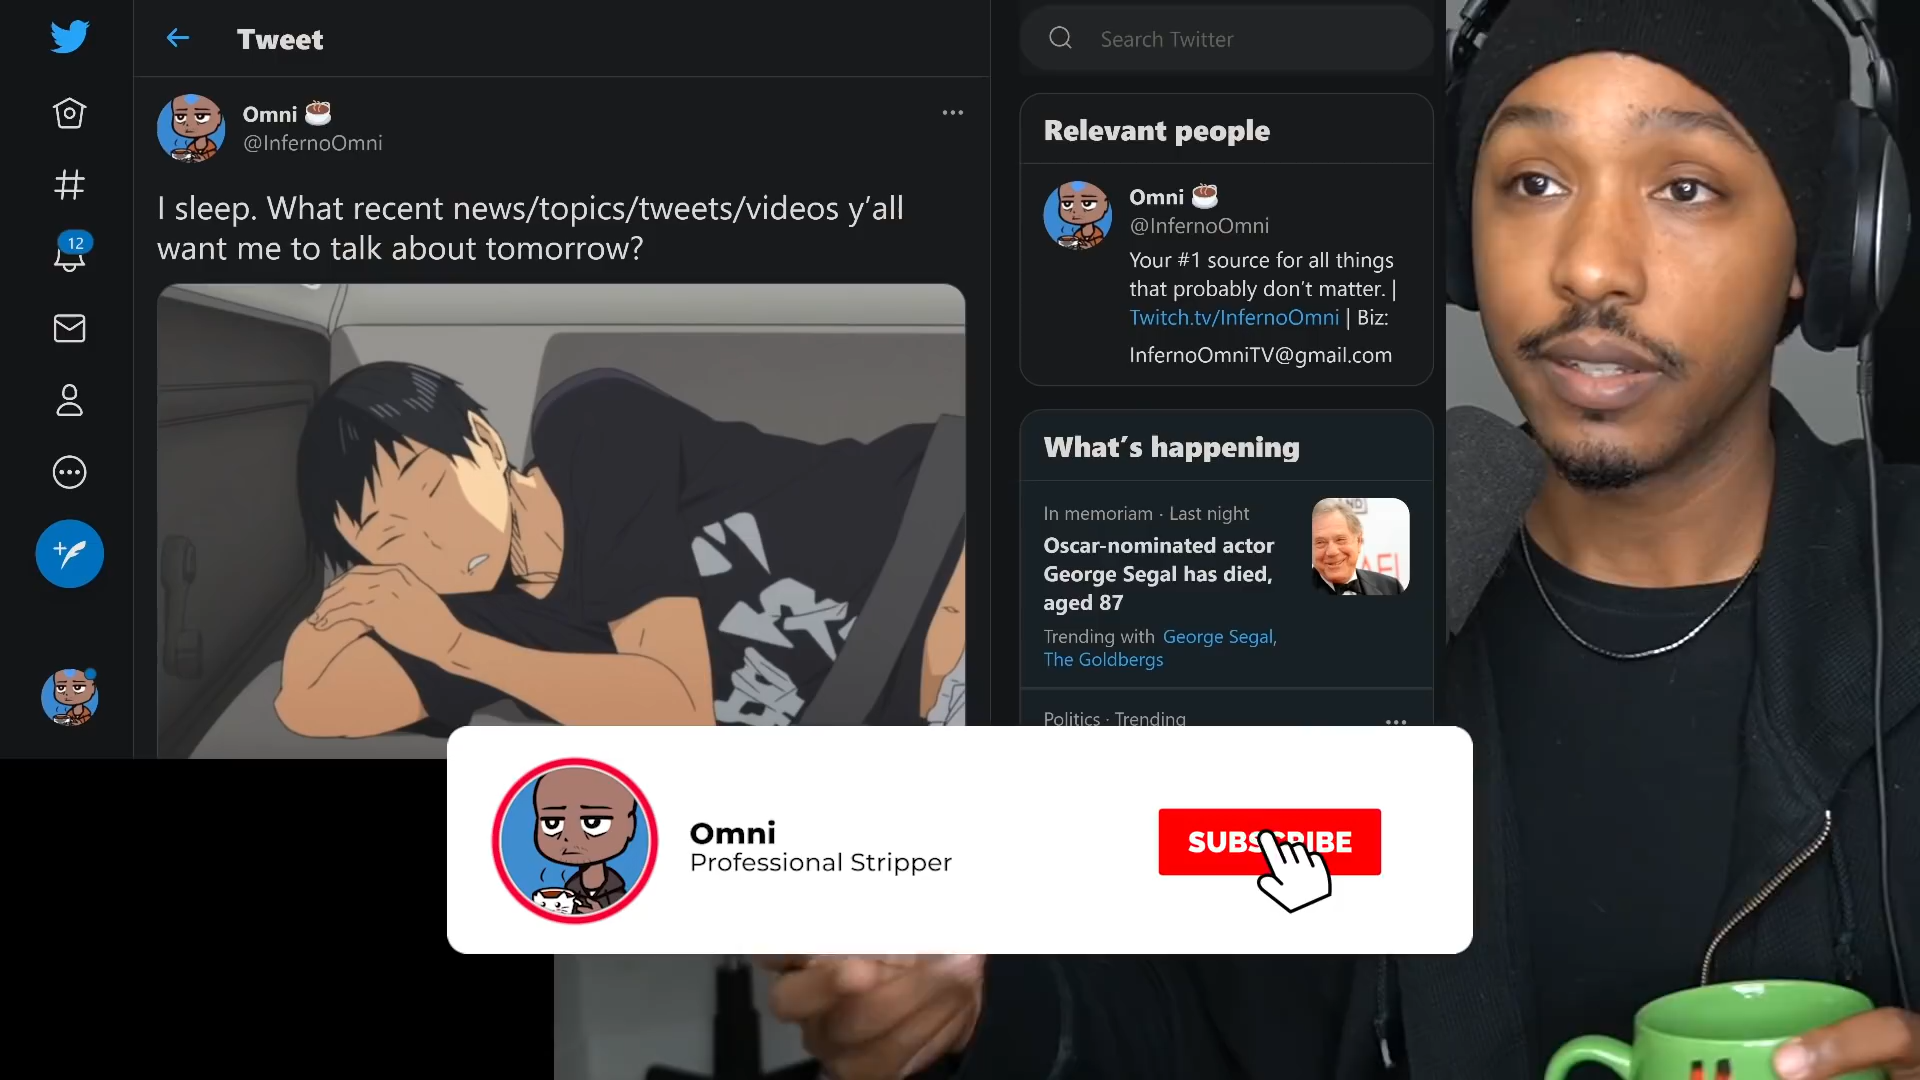 Tweet
Omni
@InfernoOmni
I sleep. What recent news/topics/tweets/videos y’all
want me to talk about tomorrow?
12
Search Twitter
Relevant people
Omni
@InfernoOmni
Your #1 source for all things
that probably don’t matter. |
Twitch.tv/InfernoOmni | Biz:
InfernoOmniTV@gmail.com
What’s happening
In memoriam · Last night
Oscar-nominated actor
George Segal has died,
aged 87
Trending with George Segal,
The Goldbergs
Politics · Trending
Omni
Professional Stripper
SUBSCRIBE